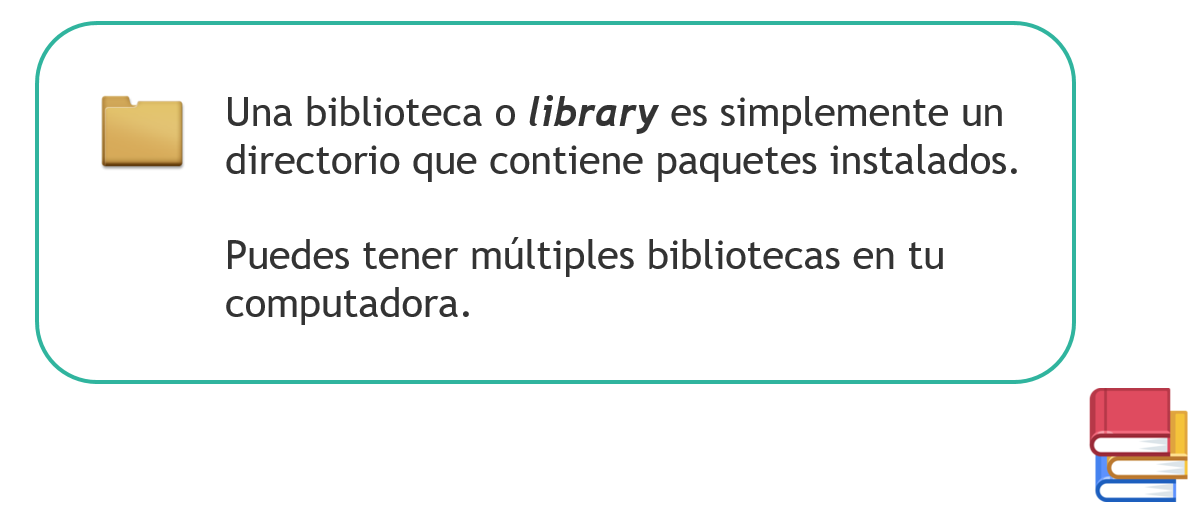 Una biblioteca o library es simplemente un
directorio que contiene paquetes instalados.
Puedes tener múltiples bibliotecas en tu
computadora.